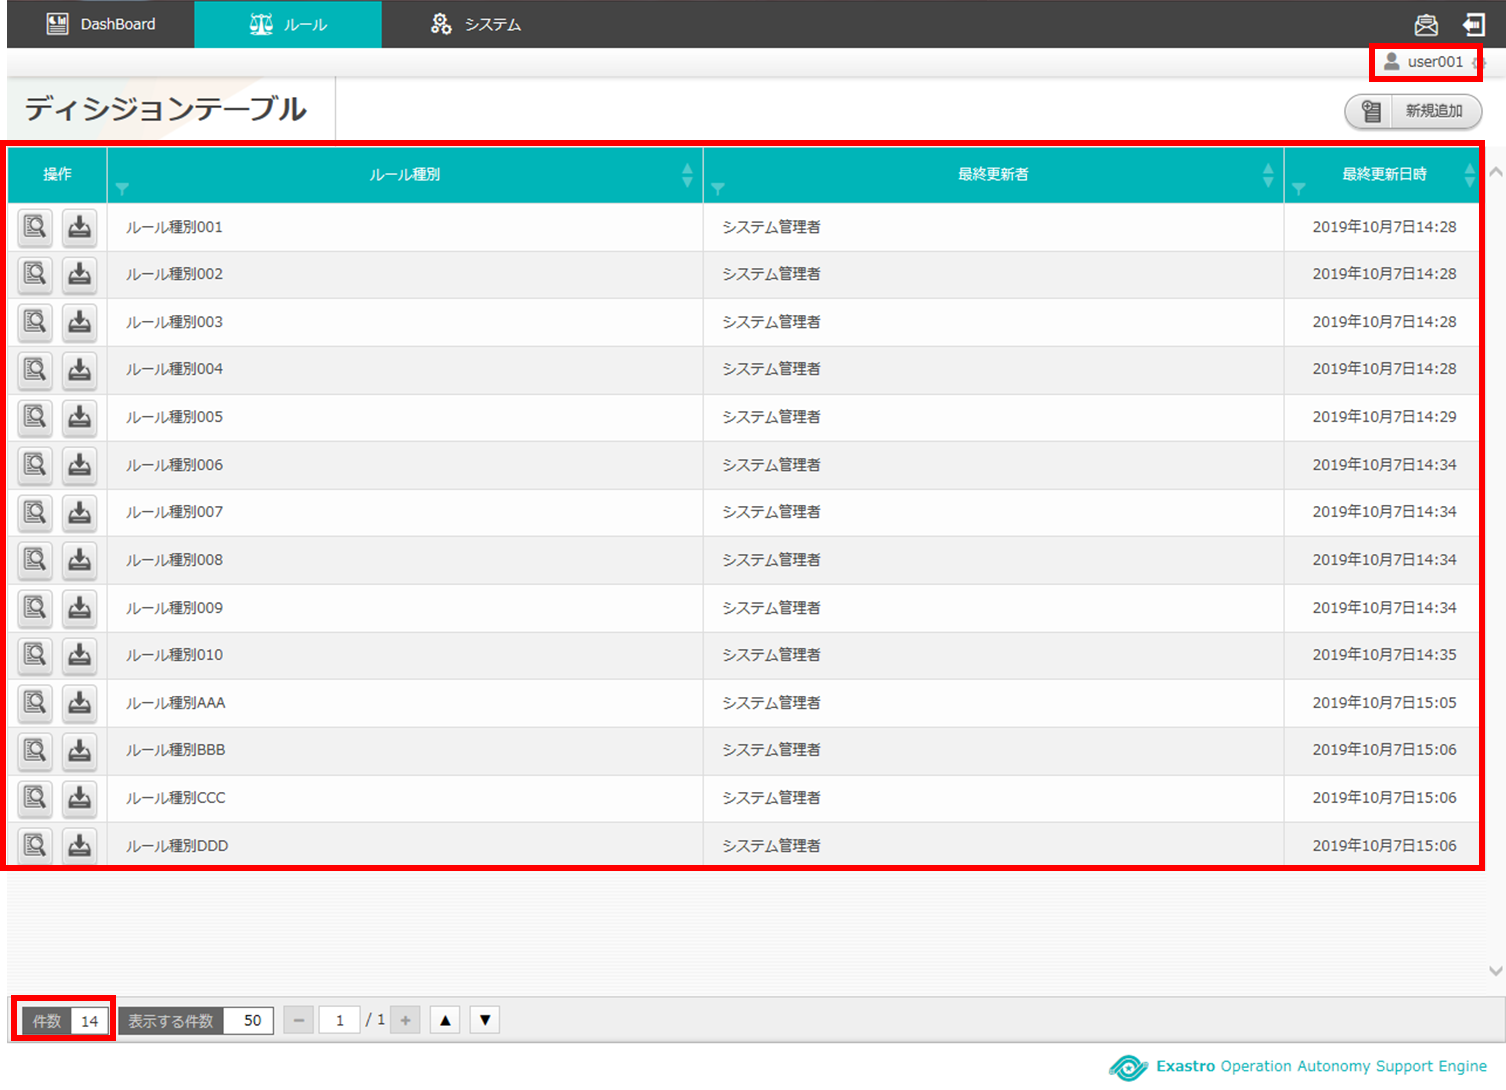 DashBoard ルール システム
user001
ディシジョンテーブル
新規追加
操作 ルール種別 最終更新者 最終更新日時
ルール種別001 システム管理者 2019年10月7日14:28
ルール種別002 システム管理者 2019年10月7日14:28
ルール種別003 システム管理者 2019年10月7日14:28
ルール種別004 システム管理者 2019年10月7日14:28
ルール種別005 システム管理者 2019年10月7日14:29
ルール種別006 システム管理者 2019年10月7日14:34
ルール種別007 システム管理者 2019年10月7日14:34
ルール種別008 システム管理者 2019年10月7日14:34
ルール種別009 システム管理者 2019年10月7日14:34
ルール種別010 システム管理者 2019年10月7日14:35
ルール種別AAA システム管理者 2019年10月7日15:05
ルール種別BBB システム管理者 2019年10月7日15:06
ルール種別CCC システム管理者 2019年10月7日15:06
ルール種別DDD システム管理者 2019年10月7日15:06
件数 14 表示する件数 50 − 1 / 1 + ▲ ▼
Exastro Operation Autonomy Support Engine